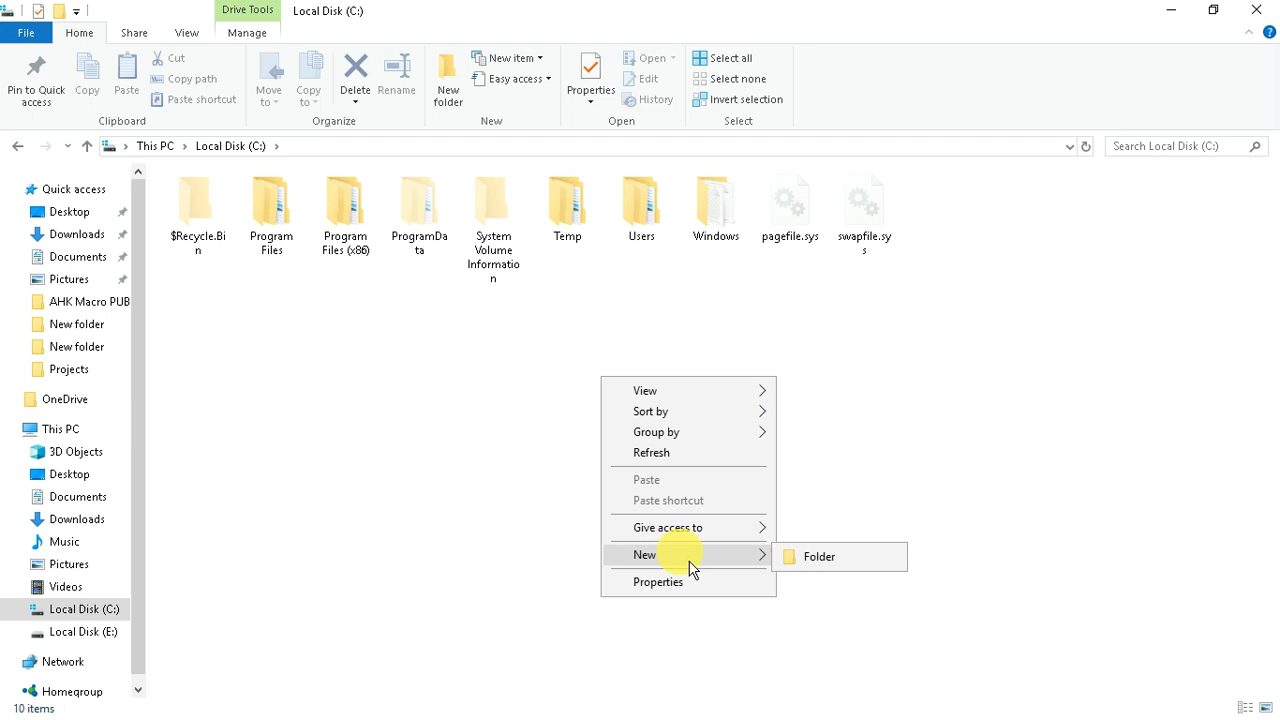 Drive Tools
Local Disk (C:)
File
Home
Share
View
Manage
Pin to Quick
access
Copy
Paste
Cut
Copy path
Paste shortcut
Clipboard
Move
to
Copy
to
Delete
Rename
Organize
New
folder
New item
Easy access
New
Properties
Open
Edit
History
Open
Select all
Select none
Invert selection
Select
This PC
Local Disk (C:)
Search Local Disk (C:)
Quick access
Desktop
Downloads
Documents
Pictures
AHK Macro PUB
New folder
New folder
Projects
OneDrive
This PC
3D Objects
Desktop
Documents
Downloads
Music
Pictures
Videos
Local Disk (C:)
Local Disk (E:)
Network
Homegroup
$Recycle.Bi
n
Program
Files
Program
Files (x86)
ProgramDa
ta
System
Volume
Informatio
n
Temp
Users
Windows
pagefile.sys
swapfile.sy
s
View
Sort by
Group by
Refresh
Paste
Paste shortcut
Give access to
New
Properties
Folder
10 items